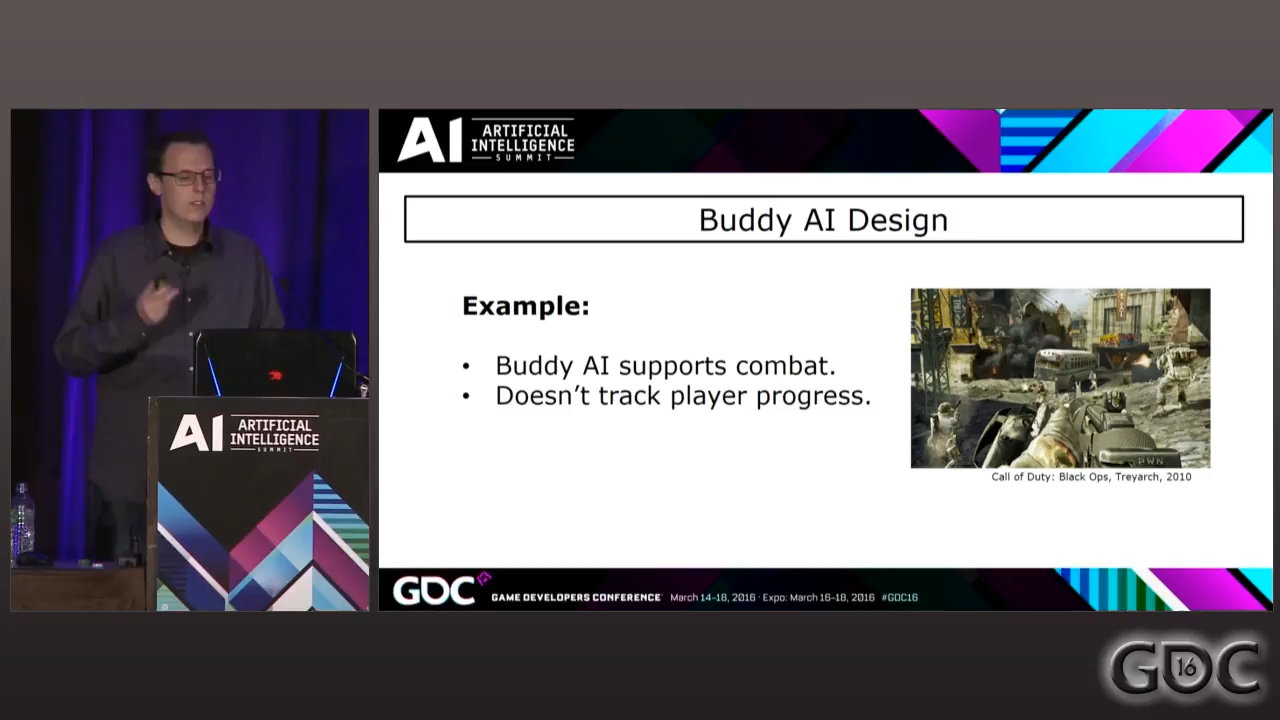 AI ARTIFICIAL
INTELLIGENCE
SUMMIT
Buddy AI Design
Example:
• Buddy AI supports combat.
• Doesn’t track player progress.
PWN
Call of Duty: Black Ops, Treyarch, 2010
AI ARTIFICIAL
INTELLIGENCE
SUMMIT
GDC GAME DEVELOPERS CONFERENCE March 14-18, 2016 · Expo: March 16-18, 2016 #GDC16
GDC 16